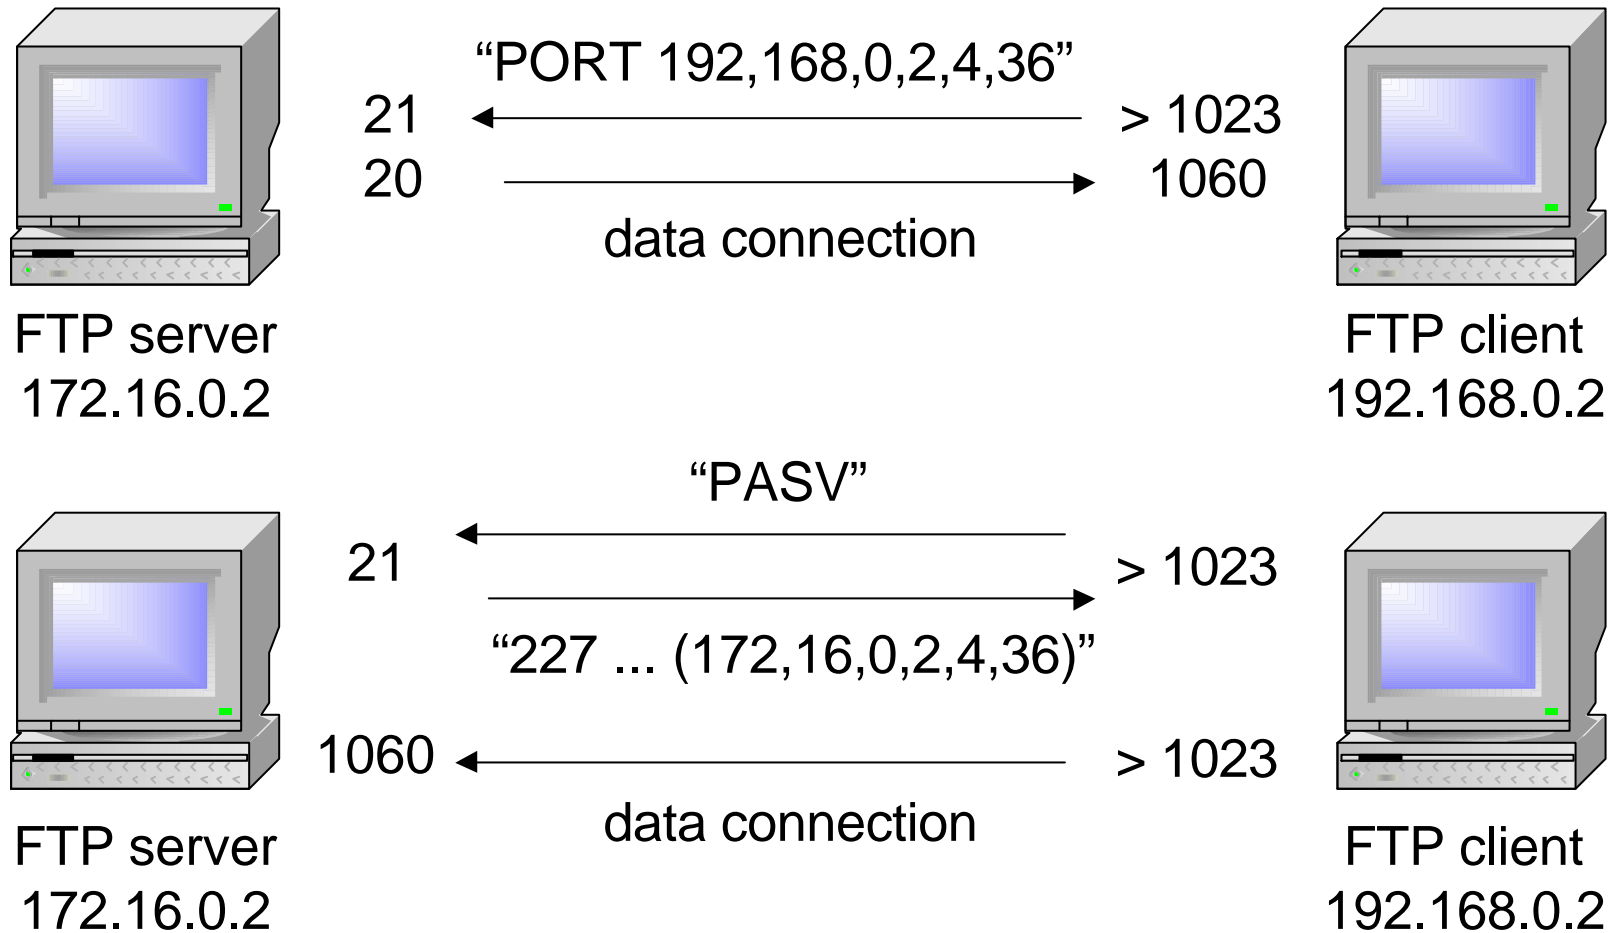 “PORT 192,168,0,2,4,36”
21
> 1023
20
1060
data connection
FTP server
172.16.0.2
FTP client
192.168.0.2
“PASV”
21
> 1023
“227 ... (172,16,0,2,4,36)”
1060
> 1023
data connection
FTP server
172.16.0.2
FTP client
192.168.0.2